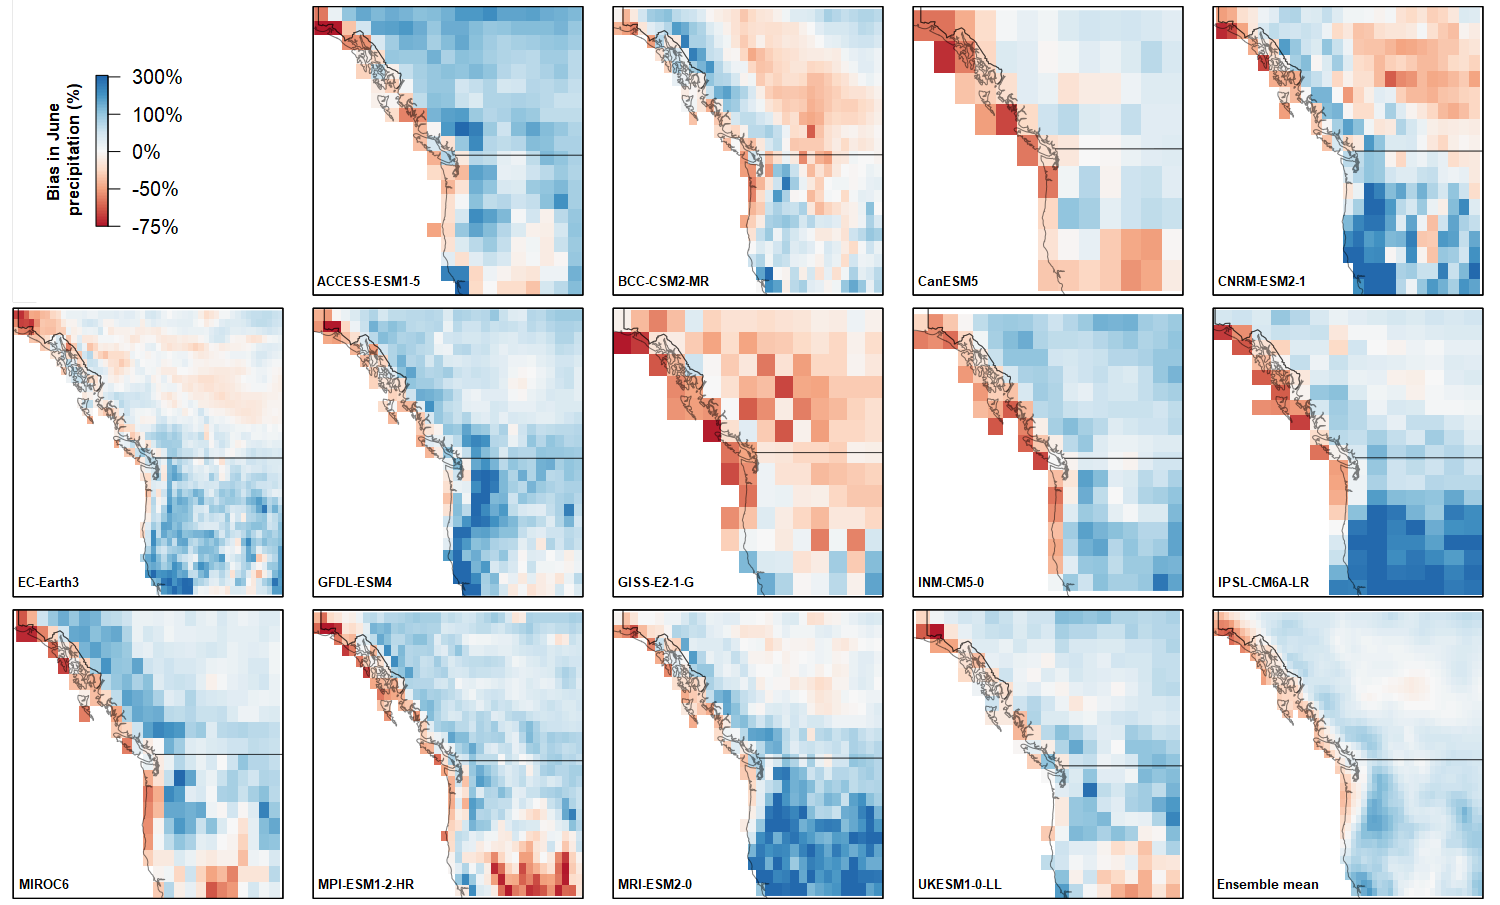 Bias in June
precipitation (%)
300%
100%
0%
-50%
-75%
ACCESS-ESM1-5
BCC-CSM2-MR
CanESM5
CNRM-ESM2-1
EC-Earth3
GFDL-ESM4
GISS-E2-1-G
INM-CM5-0
IPSL-CM6A-LR
MIROC6
MPI-ESM1-2-HR
MRI-ESM2-0
UKESM1-0-LL
Ensemble mean